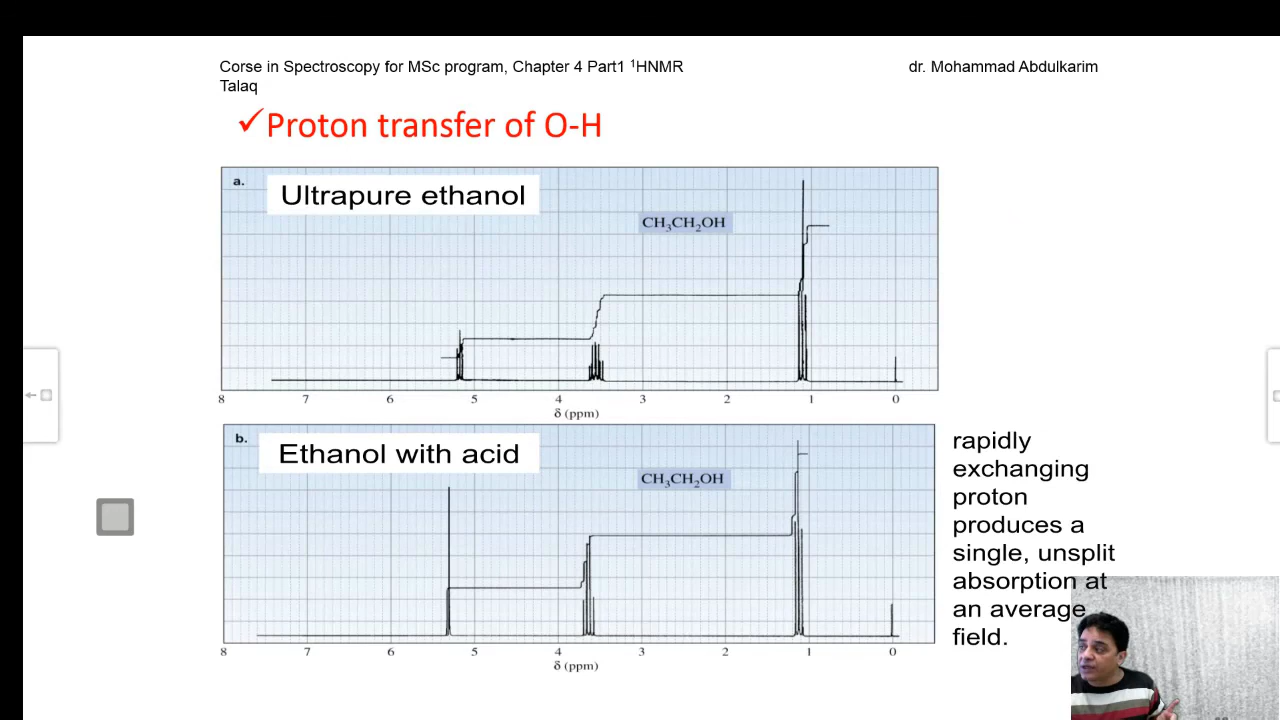 Corse in Spectroscopy for MSc program, Chapter 4 Part1 ¹HNMR dr. Mohammad Abdulkarim
Talaq
✓Proton transfer of O-H
a.
Ultrapure ethanol
CH₃CH₂OH
8 7 6 5 4 3 2 1 0
δ (ppm)
b.
Ethanol with acid
CH₃CH₂OH
8 7 6 5 4 3 2 1 0
δ (ppm)
rapidly
exchanging
proton
produces a
single, unsplit
absorption at
an average
field.